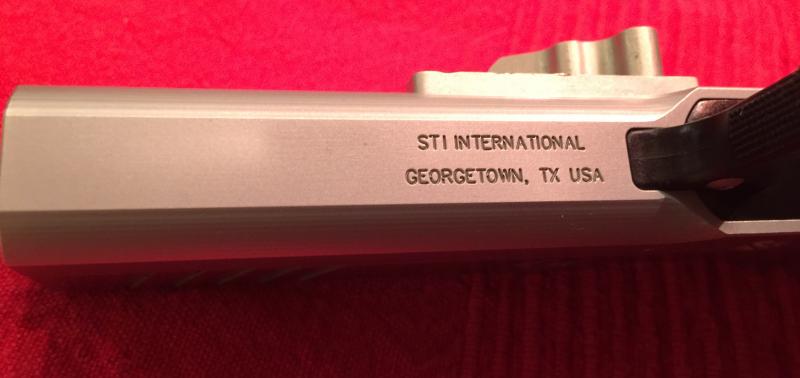 STI INTERNATIONAL
GEORGETOWN, TX USA